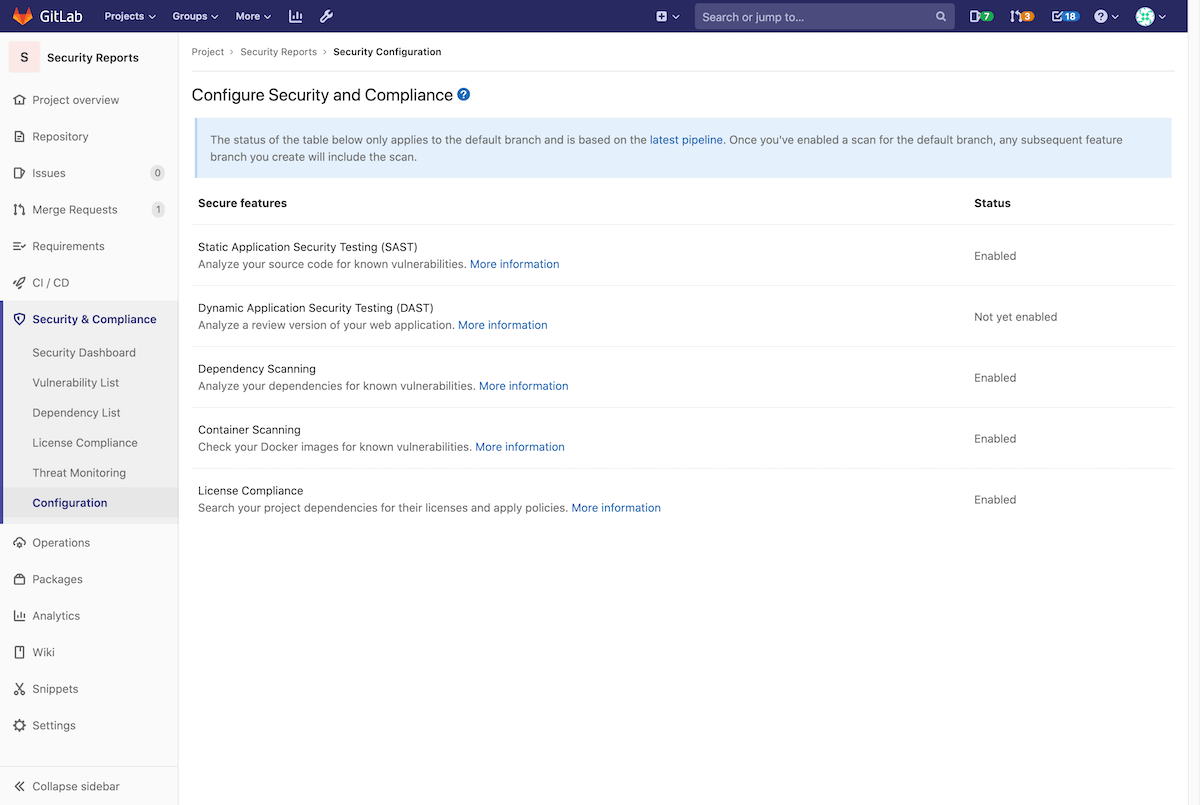 GitLab Projects Groups More Search or jump to... 7 3 18
S Security Reports
Project overview
Repository
Issues 0
Merge Requests 1
Requirements
CI / CD
Security & Compliance
Security Dashboard
Vulnerability List
Dependency List
License Compliance
Threat Monitoring
Configuration
Operations
Packages
Analytics
Wiki
Snippets
Settings
Collapse sidebar
Project › Security Reports › Security Configuration
Configure Security and Compliance ?
The status of the table below only applies to the default branch and is based on the latest pipeline. Once you've enabled a scan for the default branch, any subsequent feature
branch you create will include the scan.
Secure features Status
Static Application Security Testing (SAST)
Analyze your source code for known vulnerabilities. More information Enabled
Dynamic Application Security Testing (DAST)
Analyze a review version of your web application. More information Not yet enabled
Dependency Scanning
Analyze your dependencies for known vulnerabilities. More information Enabled
Container Scanning
Check your Docker images for known vulnerabilities. More information Enabled
License Compliance
Search your project dependencies for their licenses and apply policies. More information Enabled